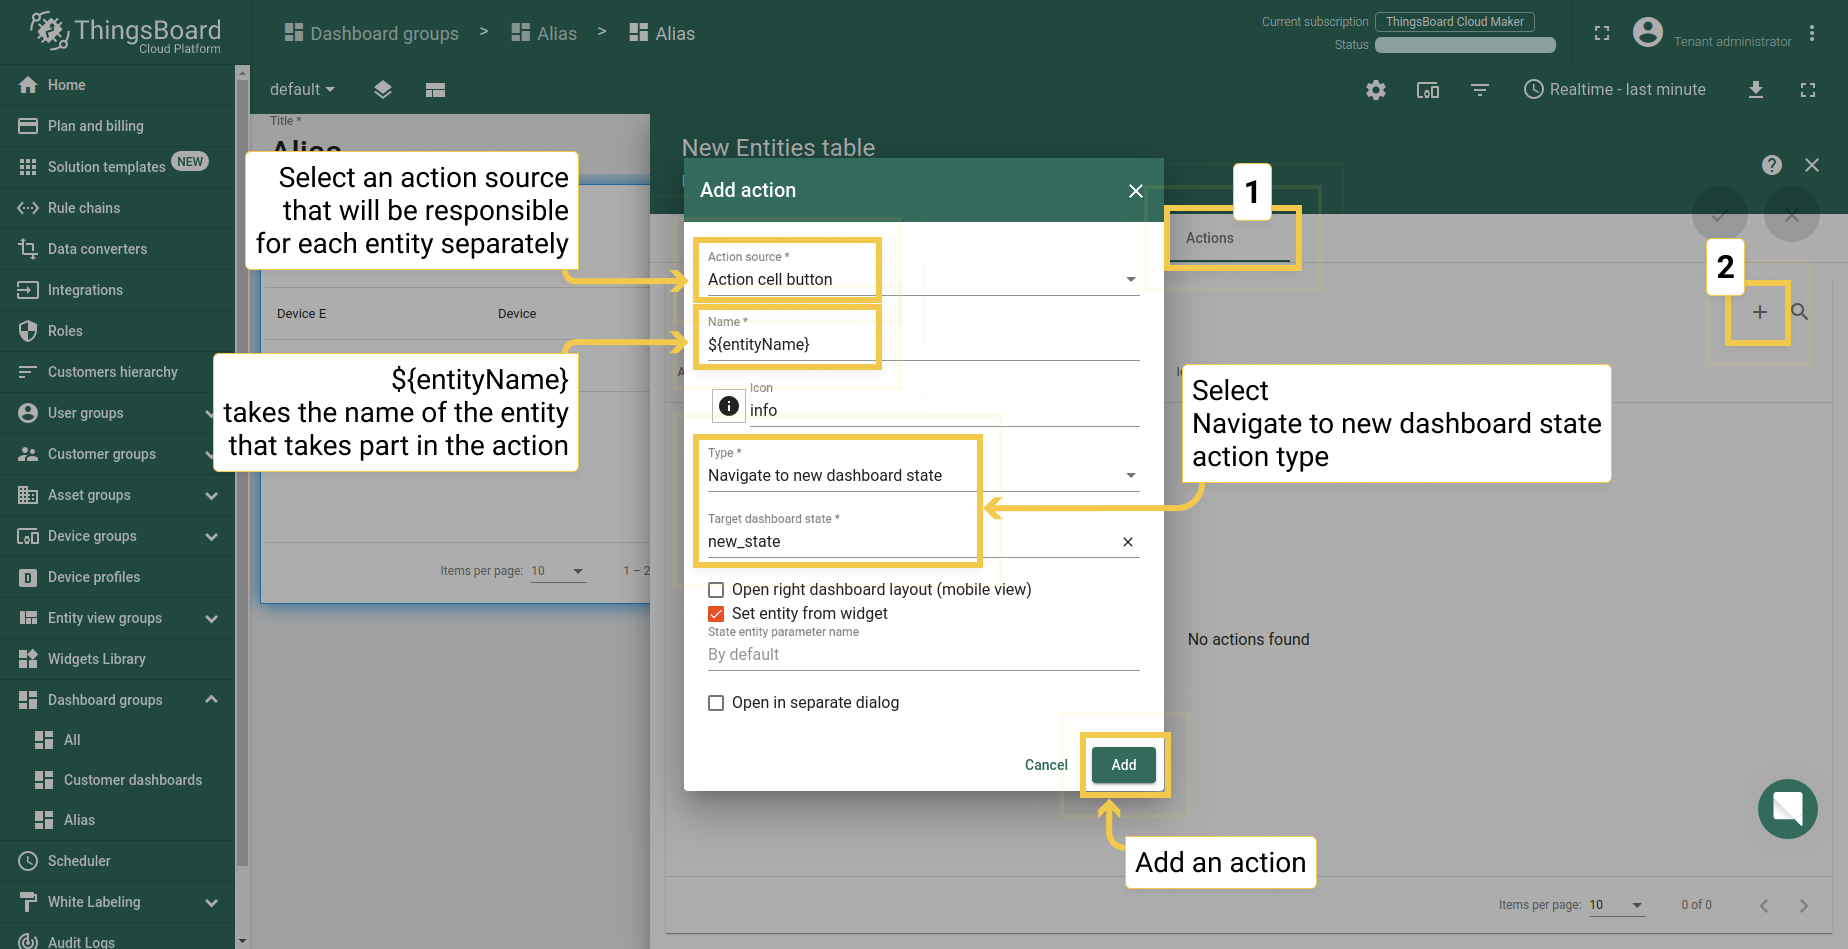 ThingsBoard
Cloud Platform
Dashboard groups > Alias > Alias
Current subscription ThingsBoard Cloud Maker
Status
Tenant administrator
Home
Plan and billing
Solution templates NEW
Rule chains
Data converters
Integrations
Roles
Customers hierarchy
User groups
Customer groups
Asset groups
Device groups
Device profiles
Entity view groups
Widgets Library
Dashboard groups
All
Customer dashboards
Alias
Scheduler
White Labeling
Audit Logs
default
Realtime - last minute
Title *
Alias
Select an action source
that will be responsible
for each entity separately
Device E Device
${entityName}
takes the name of the entity
that takes part in the action
Items per page: 10 1 – 2
New Entities table
Add action
Action source *
Action cell button
Name *
${entityName}
Icon
info
Type *
Navigate to new dashboard state
Target dashboard state *
new_state
Open right dashboard layout (mobile view)
Set entity from widget
State entity parameter name
By default
Open in separate dialog
Cancel Add
1
Actions
2
Select
Navigate to new dashboard state
action type
No actions found
Add an action
Items per page: 10 0 of 0